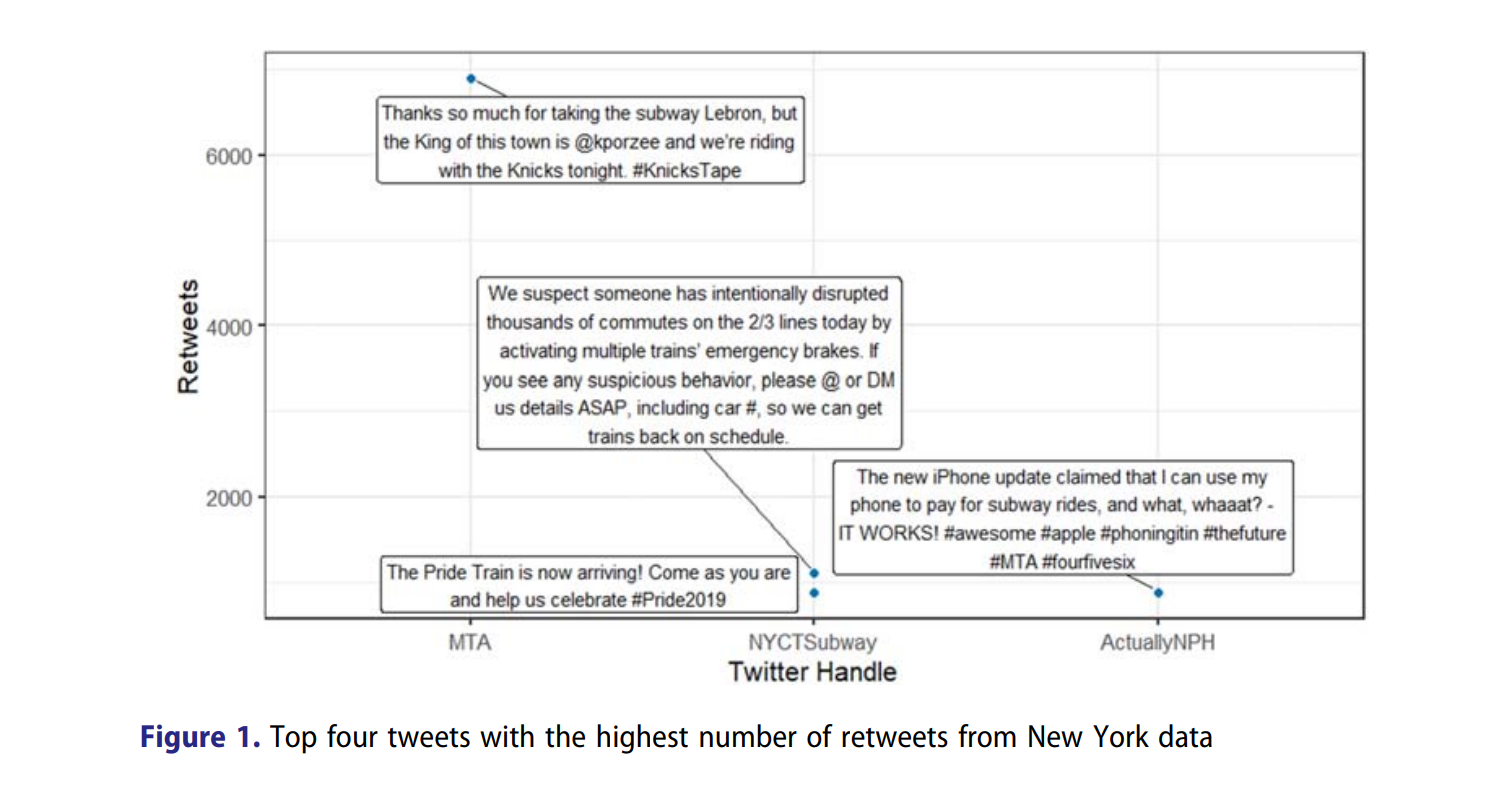 Thanks so much for taking the subway Lebron, but
the King of this town is @kporzee and we're riding
with the Knicks tonight. #KnicksTape
6000
We suspect someone has intentionally disrupted
thousands of commutes on the 2/3 lines today by
activating multiple trains' emergency brakes. If
you see any suspicious behavior, please @ or DM
us details ASAP, including car #, so we can get
trains back on schedule.
Retweets
4000
The new iPhone update claimed that I can use my
phone to pay for subway rides, and what, whaaat? -
IT WORKS! #awesome #apple #phoningitin #thefuture
#MTA #fourfivesix
2000
The Pride Train is now arriving! Come as you are
and help us celebrate #Pride2019
MTA NYCTSubway ActuallyNPH
Twitter Handle
Figure 1. Top four tweets with the highest number of retweets from New York data